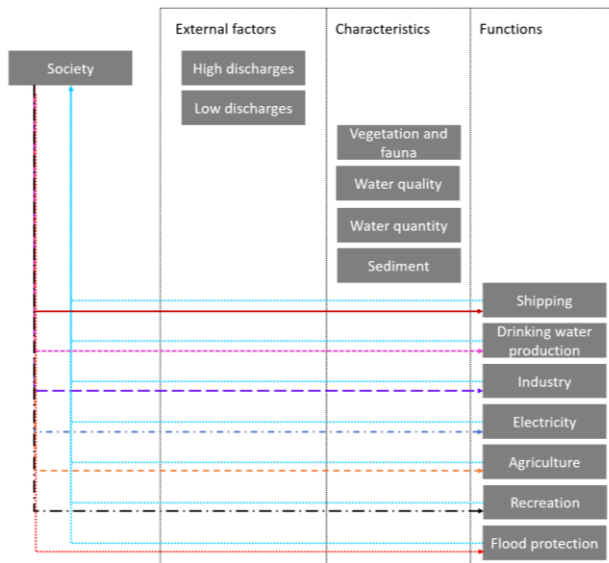 External factors
Characteristics
Functions
Society
High discharges
Low discharges
Vegetation and
fauna
Water quality
Water quantity
Sediment
Shipping
Drinking water
production
Industry
Electricity
Agriculture
Recreation
Flood protection